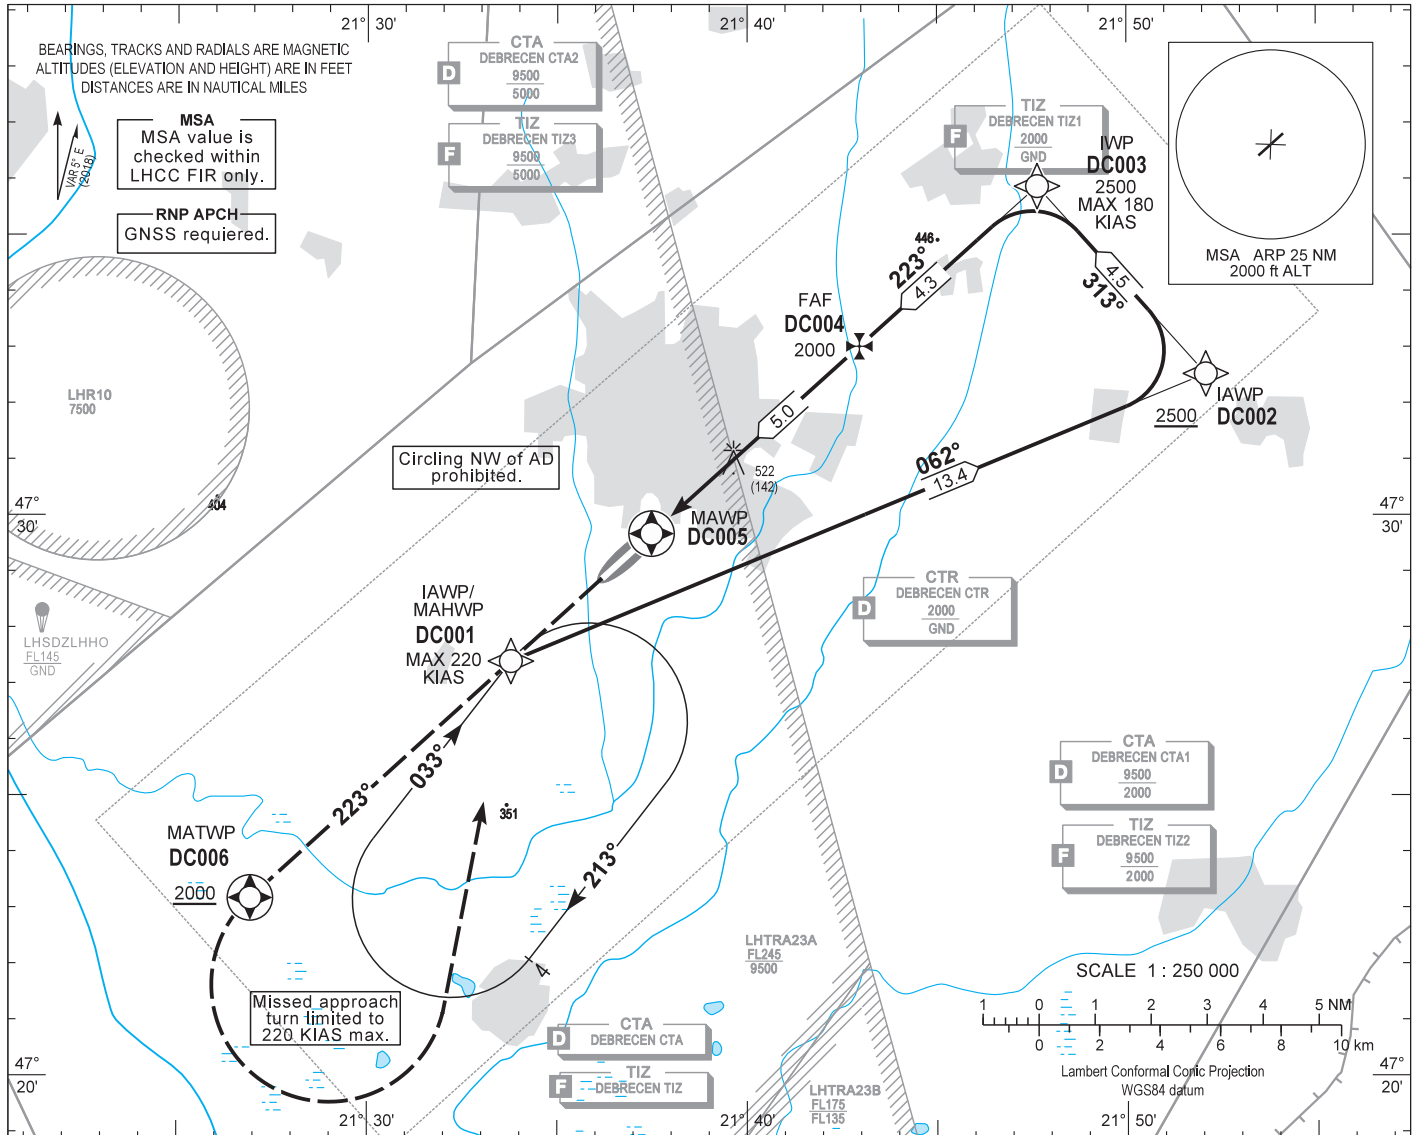 21° 30'
21° 40'
21° 50'
BEARINGS, TRACKS AND RADIALS ARE MAGNETIC
ALTITUDES (ELEVATION AND HEIGHT) ARE IN FEET
DISTANCES ARE IN NAUTICAL MILES
VAR 5° E
(2018)
MSA
MSA value is
checked within
LHCC FIR only.
RNP APCH
GNSS requiered.
CTA
D
DEBRECEN CTA2
9500
5000
TIZ
F
DEBRECEN TIZ3
9500
5000
TIZ
F
DEBRECEN TIZ1
2000
GND
IWP
DC003
2500
MAX 180
KIAS
MSA ARP 25 NM
2000 ft ALT
446
223°
4.3
4.5
313°
FAF
DC004
2000
IAWP
DC002
2500
LHR10
7500
5.0
062°
13.4
Circling NW of AD
prohibited.
522
(142)
404
47°
30'
47°
30'
MAWP
DC005
IAWP/
MAHWP
DC001
MAX 220
KIAS
CTR
D
DEBRECEN CTR
2000
GND
LHSDZLHHO
FL145
GND
033°
223°
351
213°
4
MATWP
DC006
2000
CTA
D
DEBRECEN CTA1
9500
2000
TIZ
F
DEBRECEN TIZ2
9500
2000
LHTRA23A
FL245
9500
Missed approach
turn limited to
220 KIAS max.
CTA
D
DEBRECEN CTA
TIZ
F
DEBRECEN TIZ
LHTRA23B
FL175
FL135
SCALE 1 : 250 000
1 0 1 2 3 4 5 NM
0 2 4 6 8 10 km
Lambert Conformal Conic Projection
WGS84 datum
47°
20'
47°
20'
21° 30'
21° 40'
21° 50'